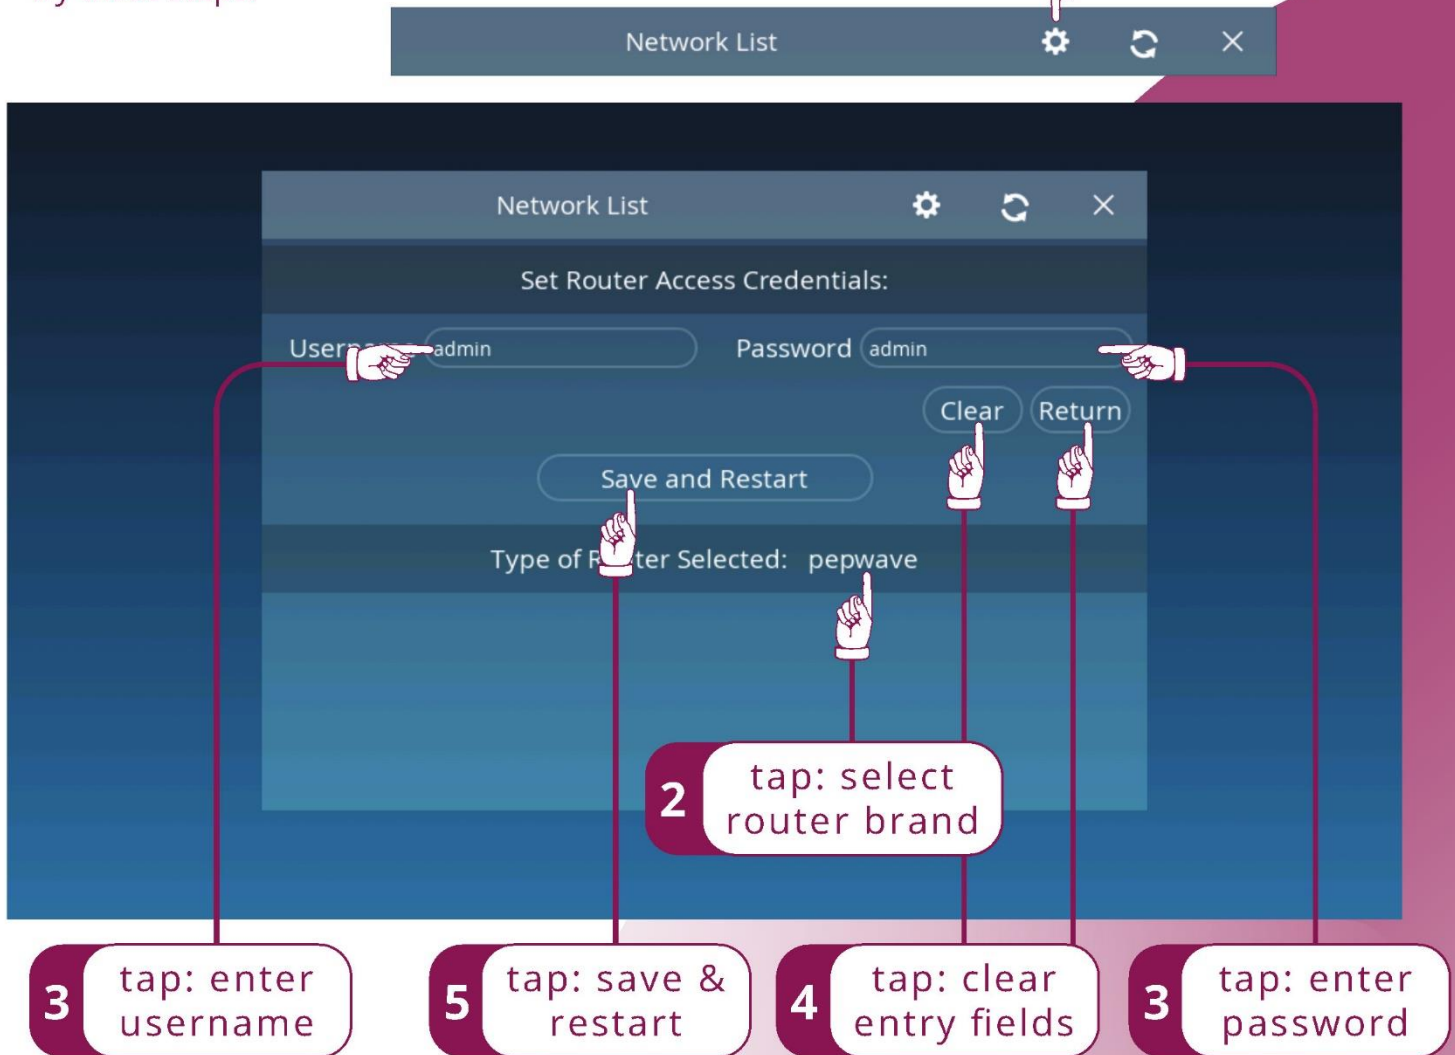 Network List
Network List
Set Router Access Credentials:
Username admin Password admin
Clear Return
Save and Restart
Type of Router Selected: pepwave
2 tap: select
router brand
3 tap: enter
username
5 tap: save &
restart
4 tap: clear
entry fields
3 tap: enter
password